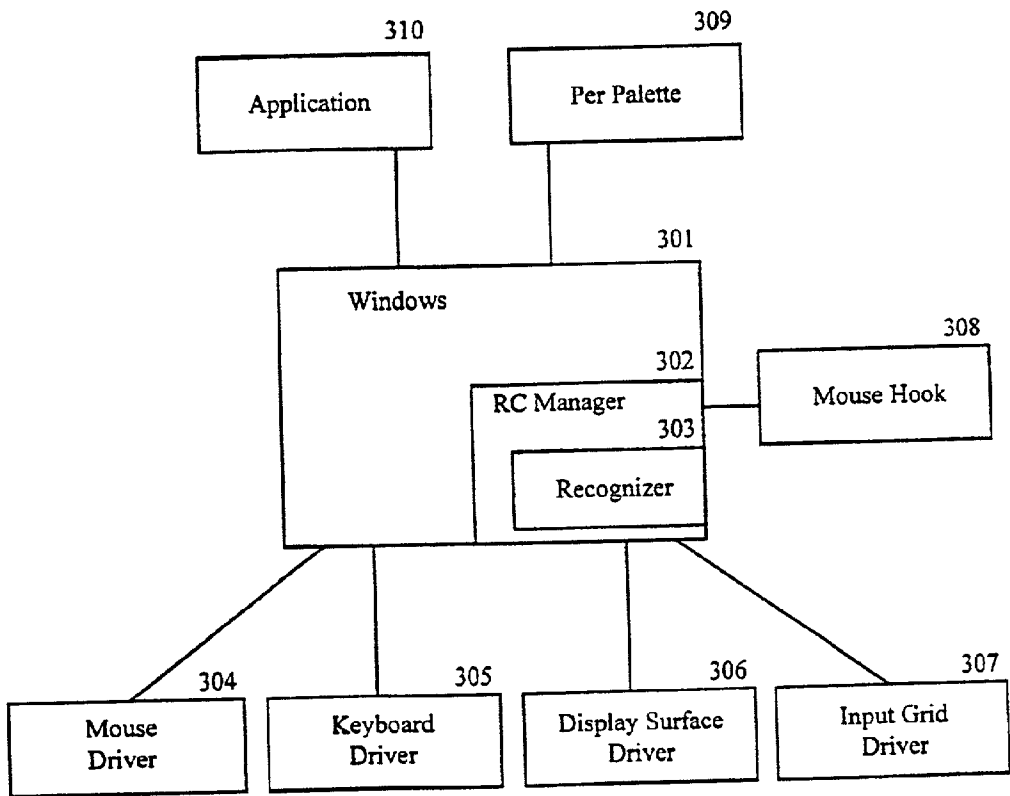 310
309
Application
Per Palette
301
Windows
308
302
RC Manager
Mouse Hook
303
Recognizer
304
305
306
307
Mouse
Driver
Keyboard
Driver
Display Surface
Driver
Input Grid
Driver